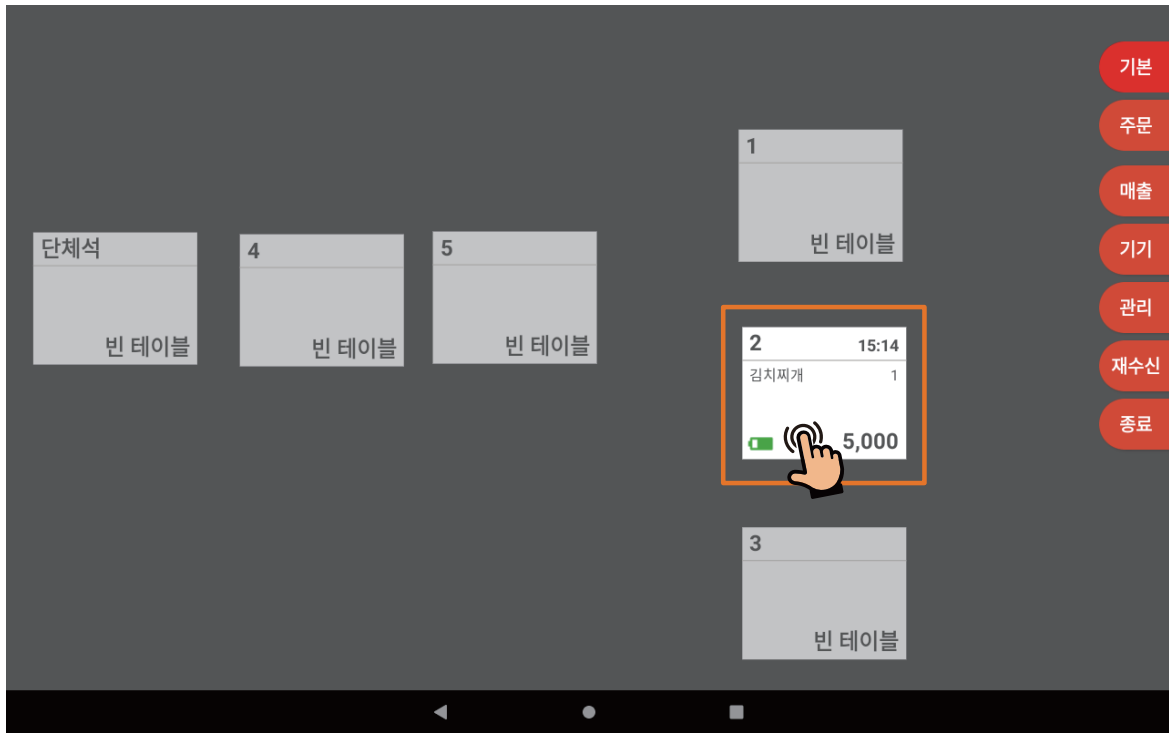 단체석
빈 테이블
4
빈 테이블
5
빈 테이블
1
빈 테이블
2 15:14
김치찌개 1
5,000
3
빈 테이블
기본
주문
매출
기기
관리
재수신
종료